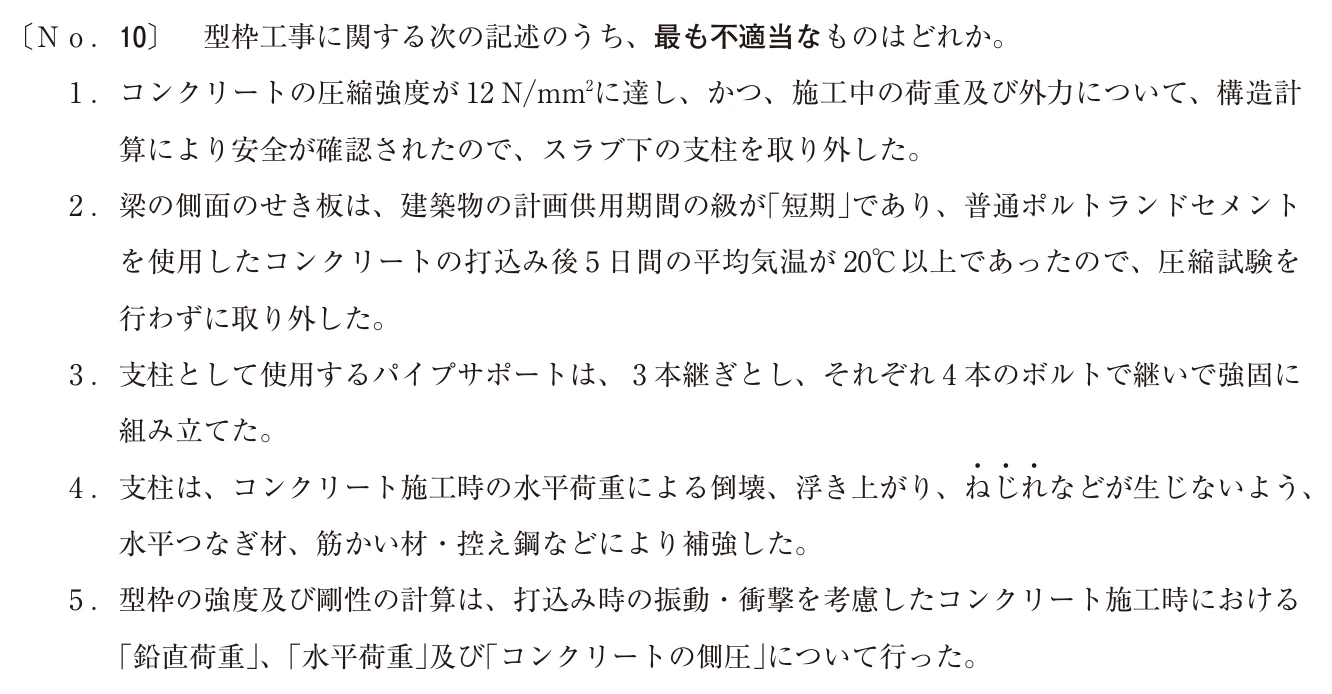 〔Ｎｏ．10〕　型枠工事に関する次の記述のうち、最も不適当なものはどれか。
1．コンクリートの圧縮強度が 12 N/mm²に達し、かつ、施工中の荷重及び外力について、構造計
算により安全が確認されたので、スラブ下の支柱を取り外した。
2．梁の側面のせき板は、建築物の計画供用期間の級が「短期」であり、普通ポルトランドセメント
を使用したコンクリートの打込み後 5 日間の平均気温が 20℃ 以上であったので、圧縮試験を
行わずに取り外した。
3．支柱として使用するパイプサポートは、3 本継ぎとし、それぞれ 4 本のボルトで継いで強固に
組み立てた。
4．支柱は、コンクリート施工時の水平荷重による倒壊、浮き上がり、ねじれなどが生じないよう、
水平つなぎ材、筋かい材・控え鋼などにより補強した。
5．型枠の強度及び剛性の計算は、打込み時の振動・衝撃を考慮したコンクリート施工時における
「鉛直荷重」、「水平荷重」及び「コンクリートの側圧」について行った。